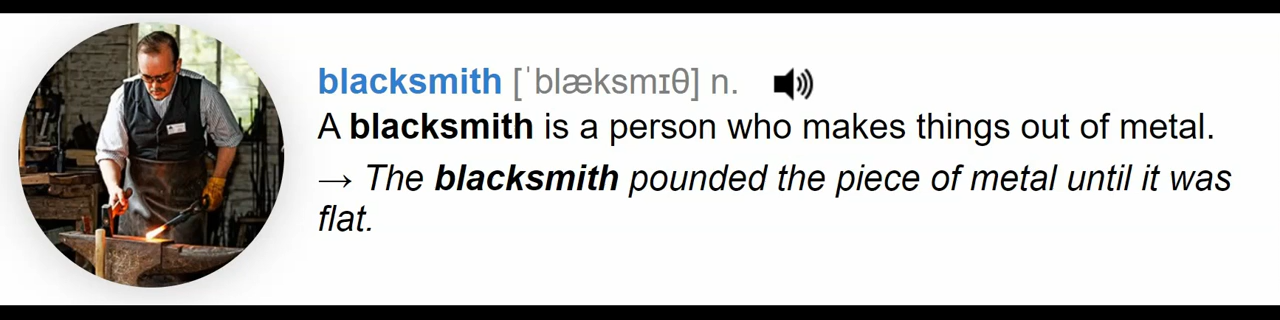 blacksmith [ˈblæksmɪθ] n.
A blacksmith is a person who makes things out of metal.
→ The blacksmith pounded the piece of metal until it was
flat.